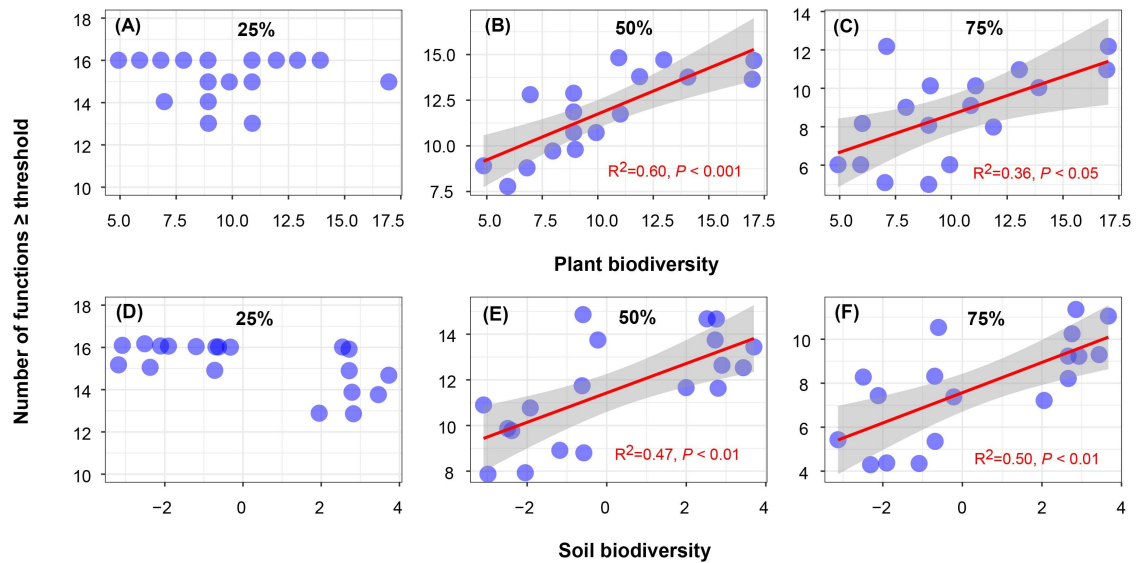 Number of functions ≥ threshold
(A) 25%
18
16
14
12
10
5.0 7.5 10.0 12.5 15.0 17.5
(B) 50%
15.0
12.5
10.0
7.5
R²=0.60, P < 0.001
5.0 7.5 10.0 12.5 15.0 17.5
(C) 75%
14
12
10
8
6
R²=0.36, P < 0.05
5.0 7.5 10.0 12.5 15.0 17.5
Plant biodiversity
(D) 25%
18
16
14
12
10
−2 0 2 4
(E) 50%
14
12
10
8
R²=0.47, P < 0.01
−2 0 2 4
(F) 75%
10
8
6
4
R²=0.50, P < 0.01
−2 0 2 4
Soil biodiversity